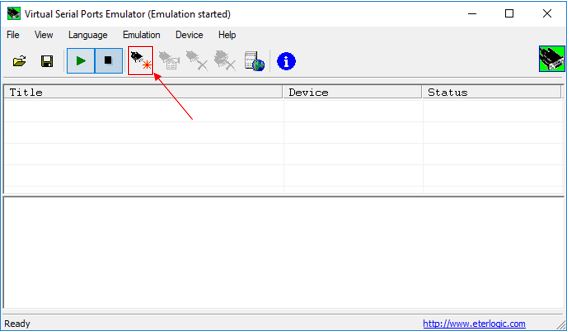 Virtual Serial Ports Emulator (Emulation started)
File View Language Emulation Device Help
Title Device Status
Ready http://www.eterlogic.com